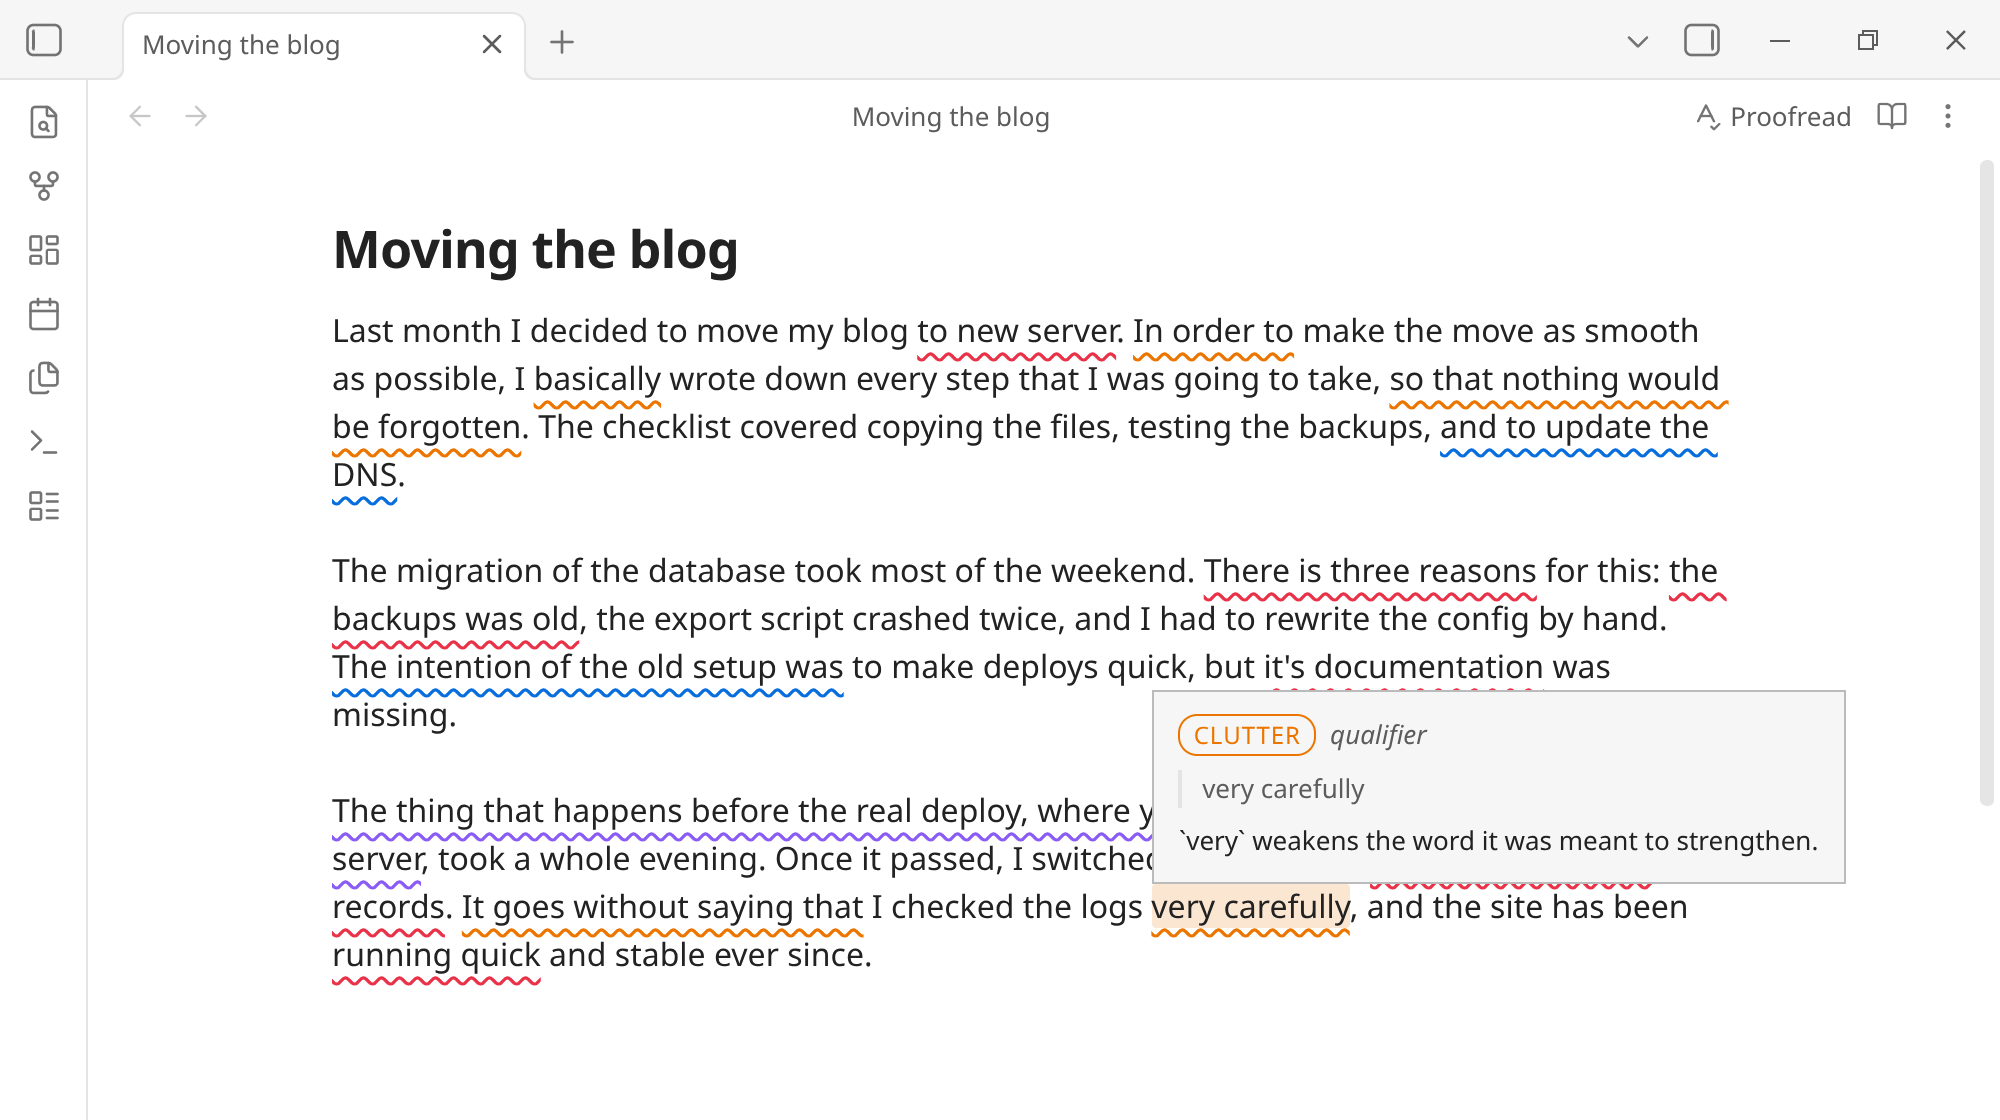 Moving the blog
Moving the blog
Proofread
Moving the blog
Last month I decided to move my blog to new server. In order to make the move as smooth
as possible, I basically wrote down every step that I was going to take, so that nothing would
be forgotten. The checklist covered copying the files, testing the backups, and to update the
DNS.
The migration of the database took most of the weekend. There is three reasons for this: the
backups was old, the export script crashed twice, and I had to rewrite the config by hand.
The intention of the old setup was to make deploys quick, but it's documentation was
missing.
CLUTTER qualifier
very carefully
`very` weakens the word it was meant to strengthen.
The thing that happens before the real deploy, where
server, took a whole evening. Once it passed, I switched
records. It goes without saying that I checked the logs very carefully, and the site has been
running quick and stable ever since.